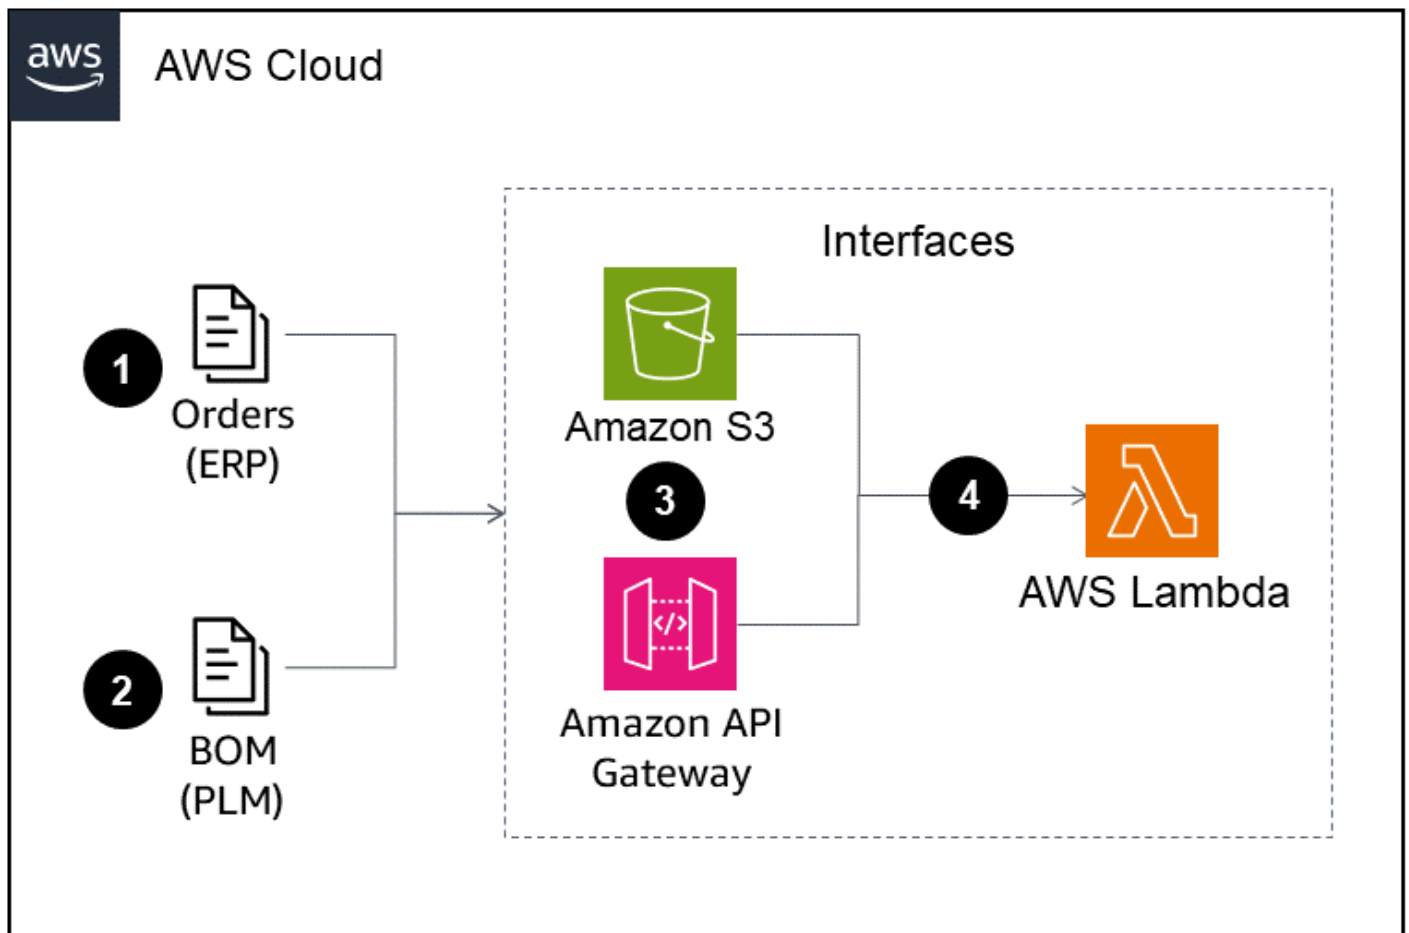 aws
AWS Cloud
Interfaces
1
Orders
(ERP)
Amazon S3
3
4
AWS Lambda
</>
2
BOM
(PLM)
Amazon API
Gateway